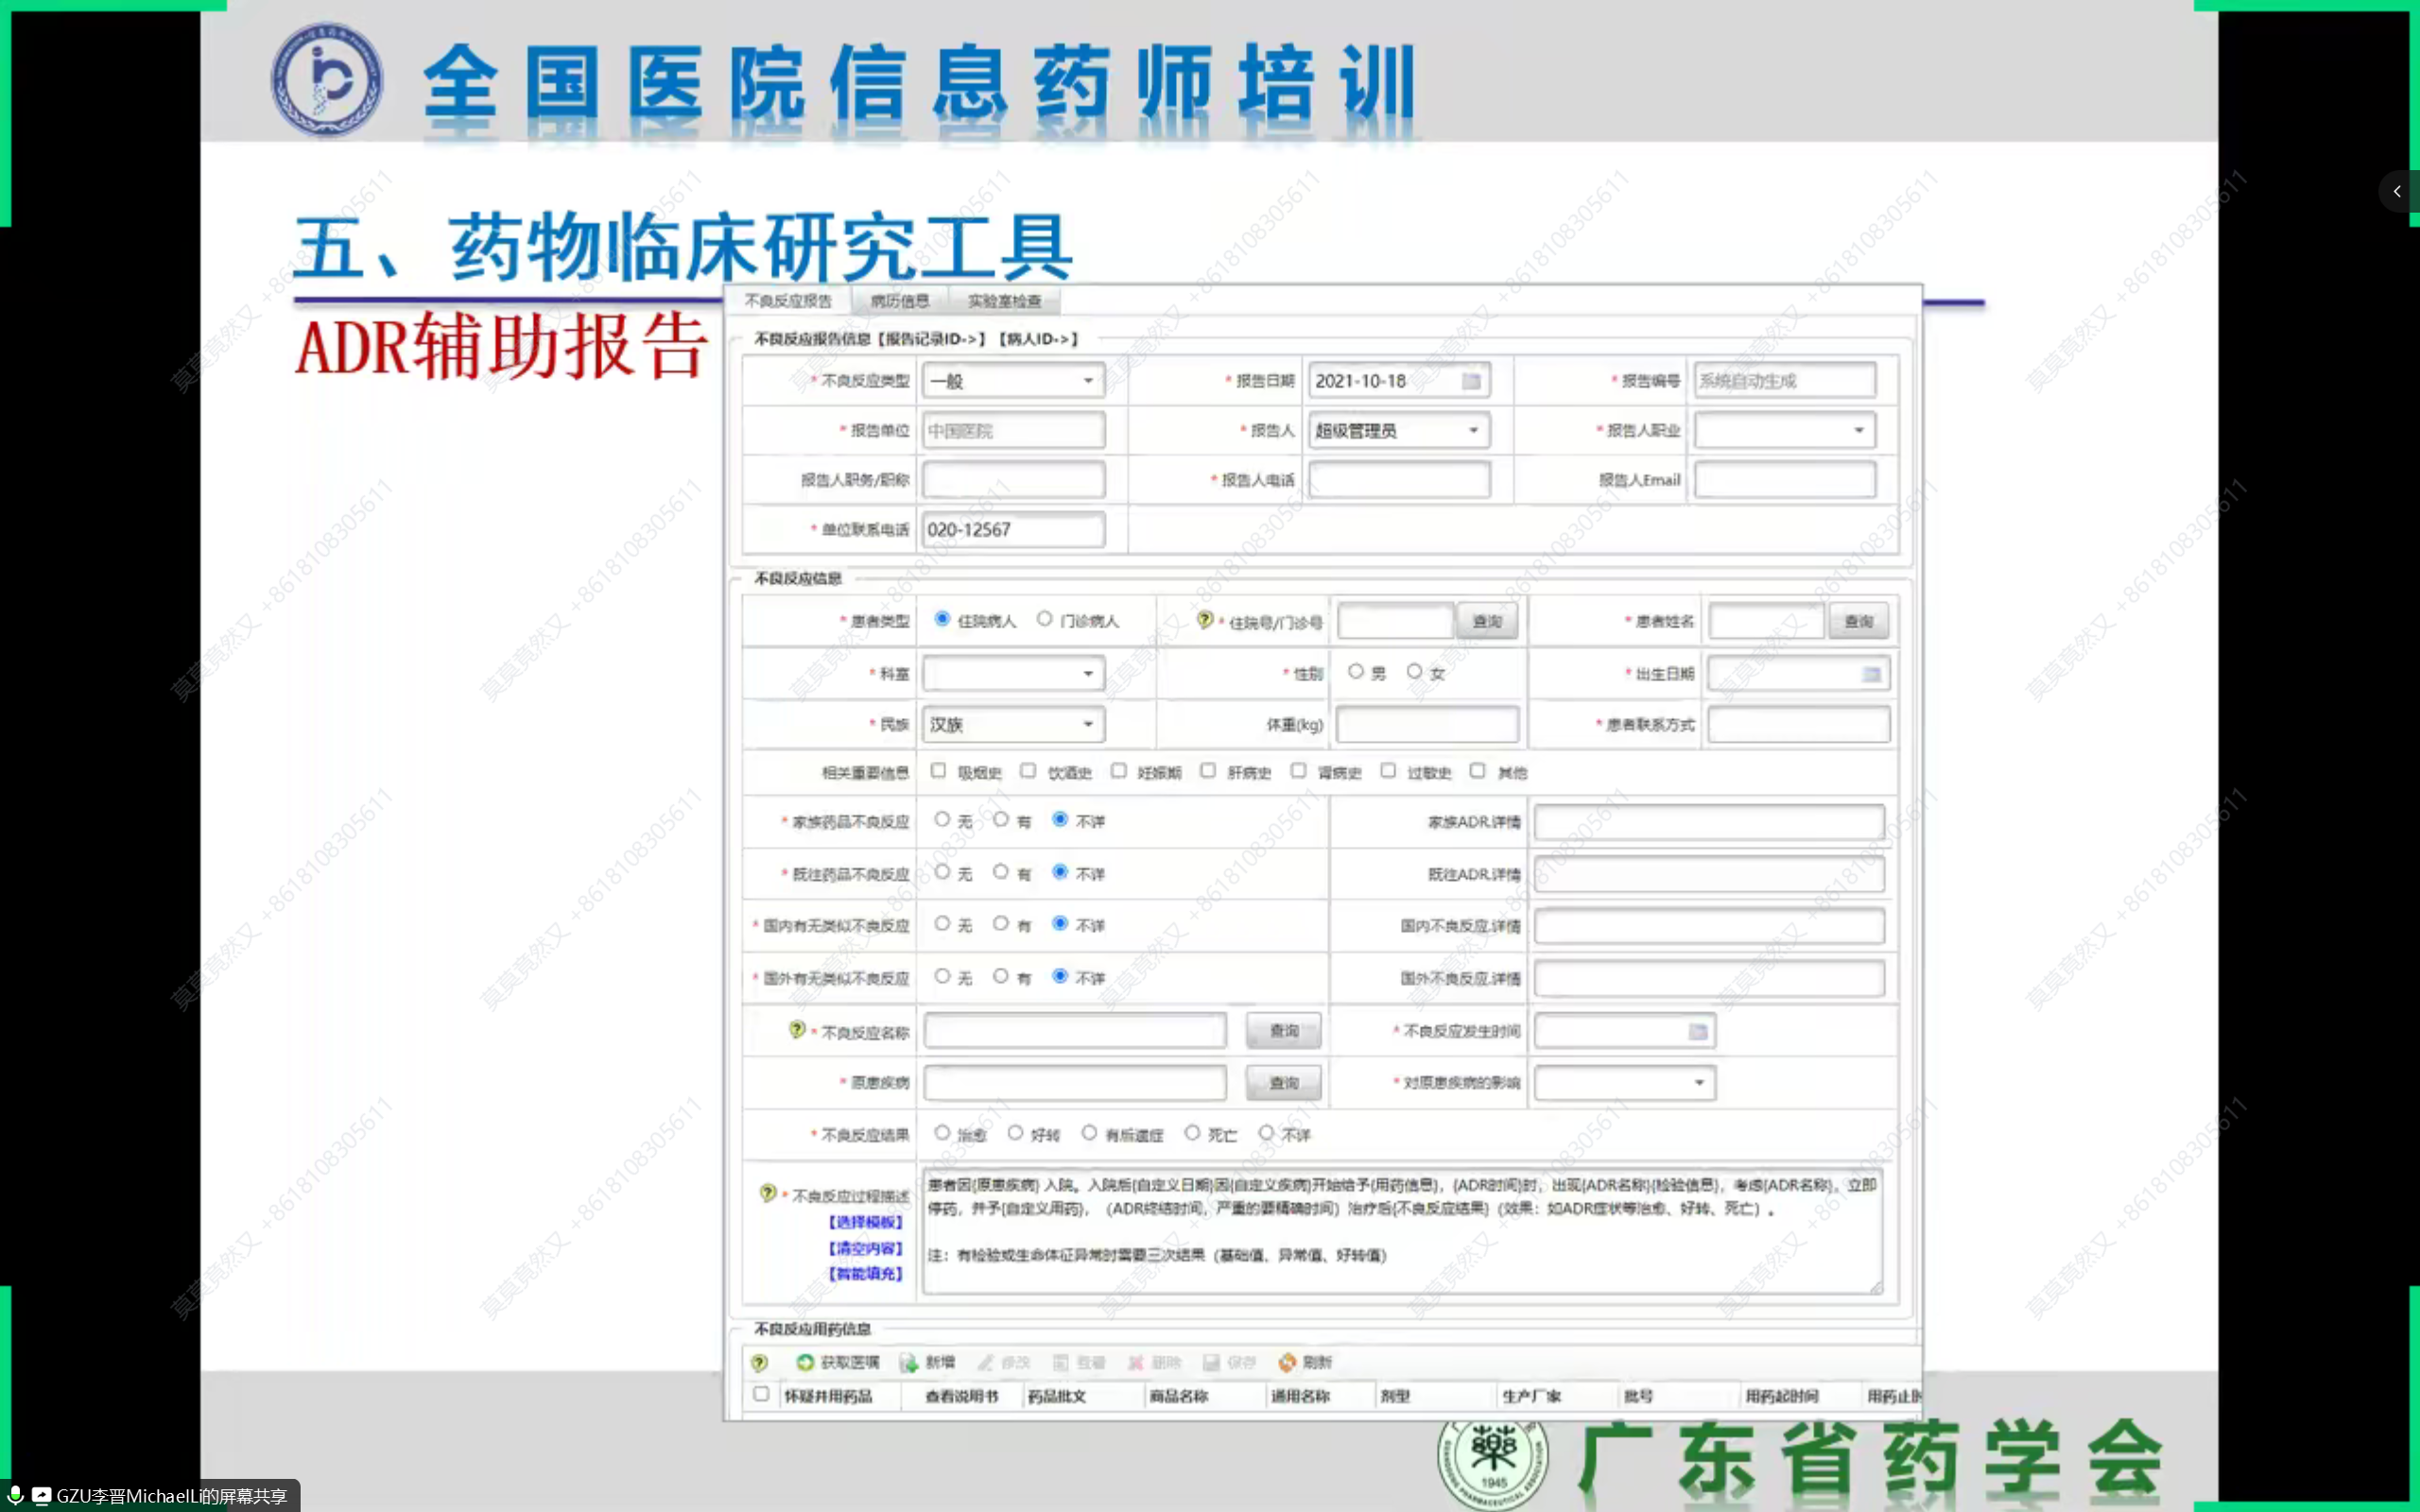 全国医院信息药师培训
五、药物临床研究工具
ADR辅助报告
不良反应报告 病历信息 实验室检查
不良反应报告信息【报告记录ID->】【病人ID->】
* 不良反应类型 一般 * 报告日期 2021-10-18 * 报告编号 系统自动生成
* 报告单位 中国医院 * 报告人 超级管理员 * 报告人职业
报告人职务/职称 * 报告人电话 报告人Email
* 单位联系电话 020-12567
不良反应信息
* 患者类型 住院病人 门诊病人 * 住院号/门诊号 查询 * 患者姓名 查询
* 科室 * 性别 男 女 * 出生日期
* 民族 汉族 体重(kg) * 患者联系方式
相关重要信息 吸烟史 饮酒史 妊娠期 肝病史 肾病史 过敏史 其他
* 家族药品不良反应 无 有 不详 家族ADR.详情
* 既往药品不良反应 无 有 不详 既往ADR.详情
* 国内有无类似不良反应 无 有 不详 国内不良反应.详情
* 国外有无类似不良反应 无 有 不详 国外不良反应.详情
* 不良反应名称 查询 * 不良反应发生时间
* 原患疾病 查询 * 对原患疾病的影响
* 不良反应结果 治愈 好转 有后遗症 死亡 不详
* 不良反应过程描述
【选择模板】
【清空内容】
【智能填充】
患者因{原患疾病} 入院。入院后{自定义日期}因{自定义疾病}开始给予{用药信息}，{ADR时间}时，出现{ADR名称}{检验信息}，考虑{ADR名称}，立即
停药，并予{自定义用药}，（ADR终结时间，严重的要精确时间）治疗后{不良反应结果}（效果：如ADR症状等治愈、好转、死亡）。
注：有检验或生命体征异常时需要三次结果（基础值、异常值、好转值）
不良反应用药信息
获取医嘱 新增 修改 查看 删除 保存 刷新
怀疑并用药品 查看说明书 药品批文 商品名称 通用名称 剂型 生产厂家 批号 用药起时间 用药止时
广东省药学会
1945
GZU李晋MichaelLi的屏幕共享
莫莫竟然又 +8618108305611